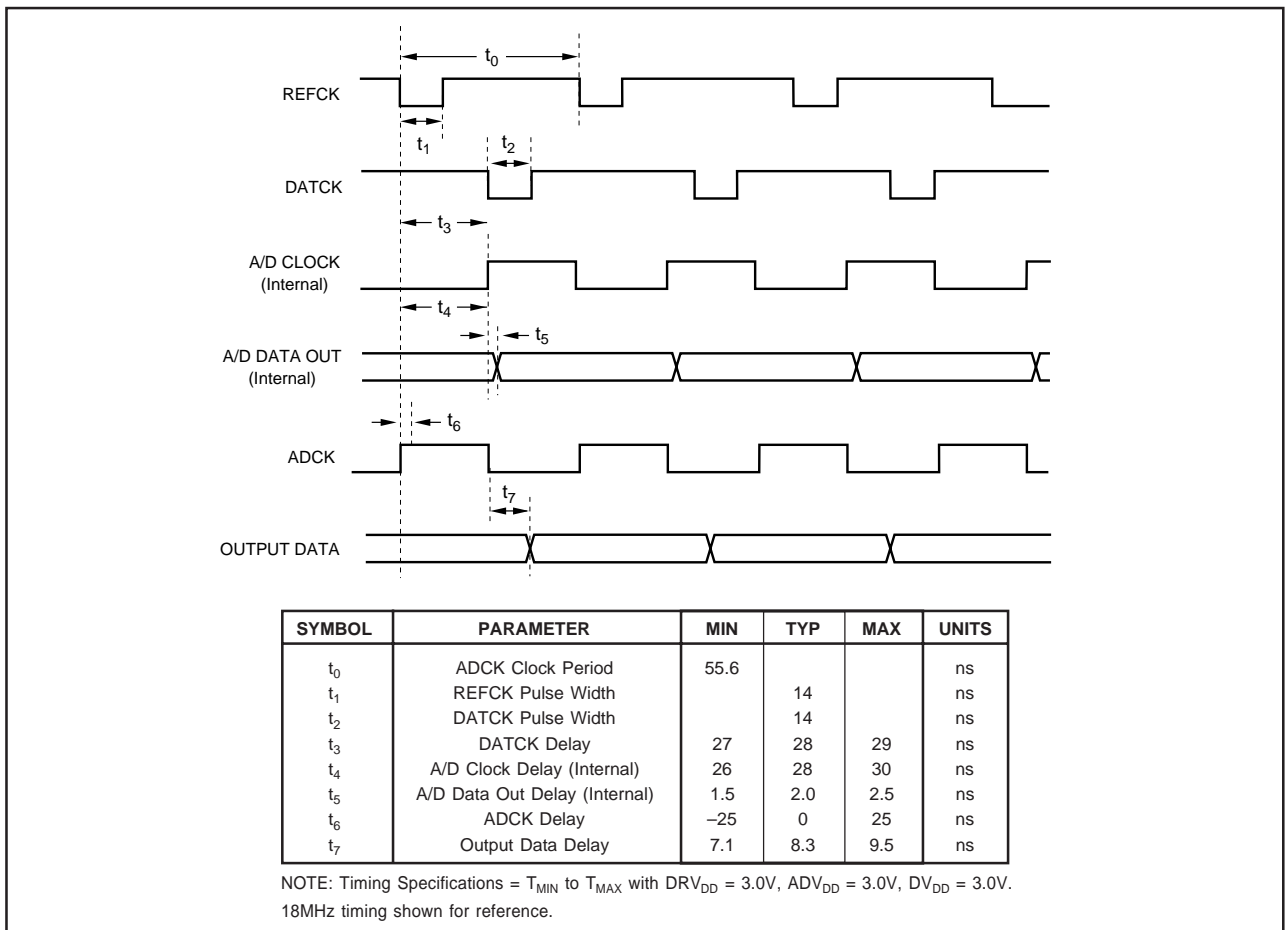 t0
REFCK
t1
t2
DATCK
t3
A/D CLOCK
(Internal)
t4
t5
A/D DATA OUT
(Internal)
t6
ADCK
t7
OUTPUT DATA
SYMBOL PARAMETER MIN TYP MAX UNITS
t0 ADCK Clock Period 55.6 ns
t1 REFCK Pulse Width 14 ns
t2 DATCK Pulse Width 14 ns
t3 DATCK Delay 27 28 29 ns
t4 A/D Clock Delay (Internal) 26 28 30 ns
t5 A/D Data Out Delay (Internal) 1.5 2.0 2.5 ns
t6 ADCK Delay –25 0 25 ns
t7 Output Data Delay 7.1 8.3 9.5 ns
NOTE: Timing Specifications = TMIN to TMAX with DRVDD = 3.0V, ADVDD = 3.0V, DVDD = 3.0V.
18MHz timing shown for reference.